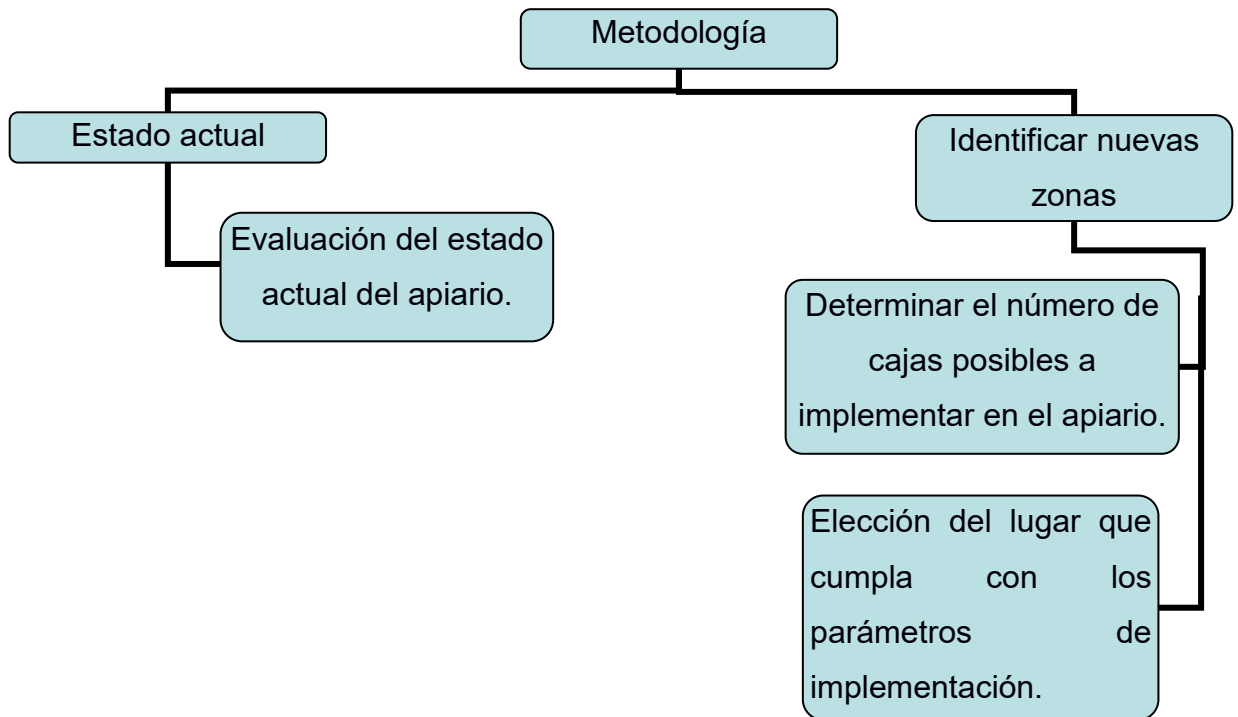 Metodología
Estado actual
Evaluación del estado
actual del apiario.
Identificar nuevas
zonas
Determinar el número de
cajas posibles a
implementar en el apiario.
Elección del lugar que
cumpla con los
parámetros de
implementación.